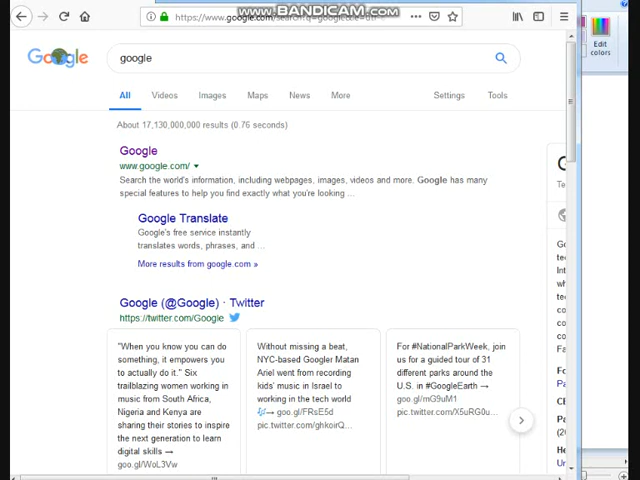 www.BANDICAM.com
https://www.google.com/
Edit
colors
Google
google
All Videos Images Maps News More Settings Tools
About 17,130,000,000 results (0.76 seconds)
Google
www.google.com/
Search the world's information, including webpages, images, videos and more. Google has many
special features to help you find exactly what you're looking ...
Google Translate
Google's free service instantly
translates words, phrases, and ...
More results from google.com »
Google (@Google) · Twitter
https://twitter.com/Google
"When you know you can do
something, it empowers you
to actually do it." Six
trailblazing women working in
music from South Africa,
Nigeria and Kenya are
sharing their stories to inspire
the next generation to learn
digital skills →
goo.gl/WoL3Vw
Without missing a beat,
NYC-based Googler Matan
Ariel went from recording
kids' music in Israel to
working in the tech world
→ goo.gl/FRsE5d
pic.twitter.com/ghkoirQ...
For #NationalParkWeek, join
us for a guided tour of 31
different parks around the
U.S. in #GoogleEarth →
goo.gl/mG9uM1
pic.twitter.com/X5uRG0u...